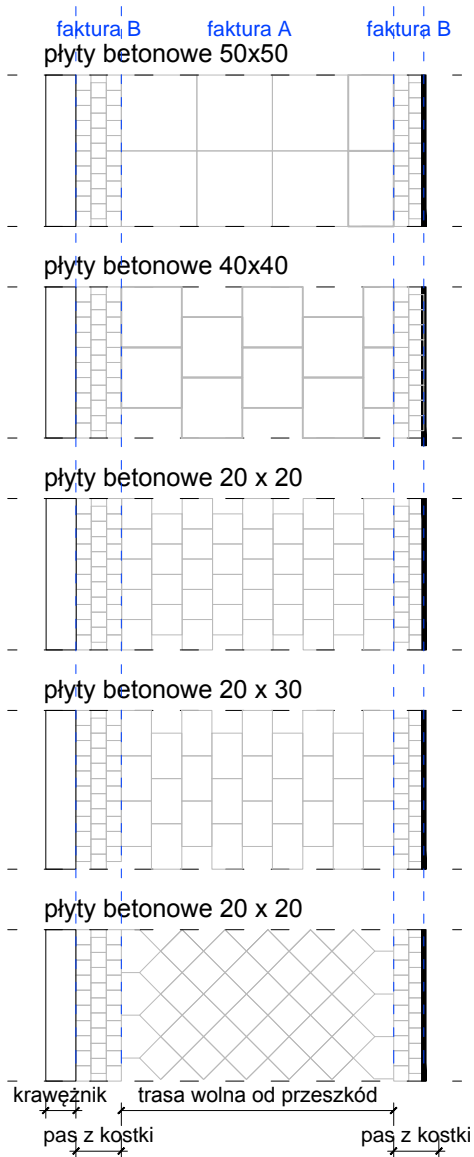 faktura B faktura A faktura B
płyty betonowe 50x50
płyty betonowe 40x40
płyty betonowe 20 x 20
płyty betonowe 20 x 30
płyty betonowe 20 x 20
krawężnik trasa wolna od przeszkód
pas z kostki pas z kostki